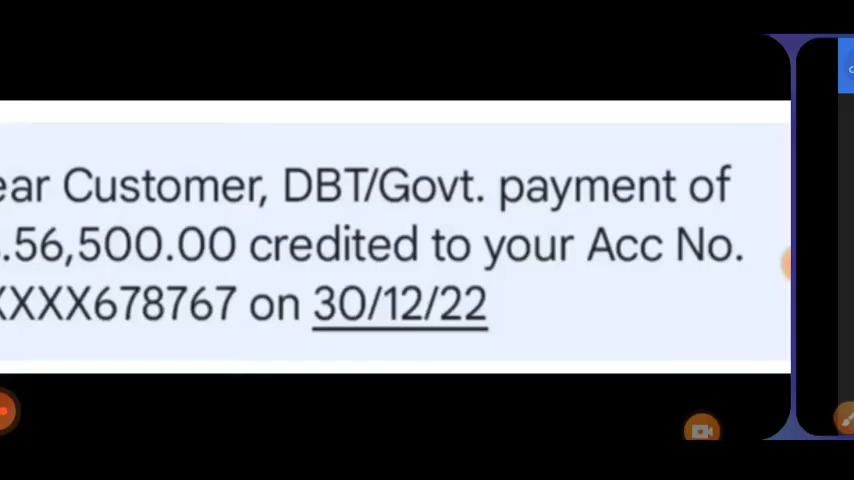 ear Customer, DBT/Govt. payment of
.56,500.00 credited to your Acc No.
XXXX678767 on 30/12/22